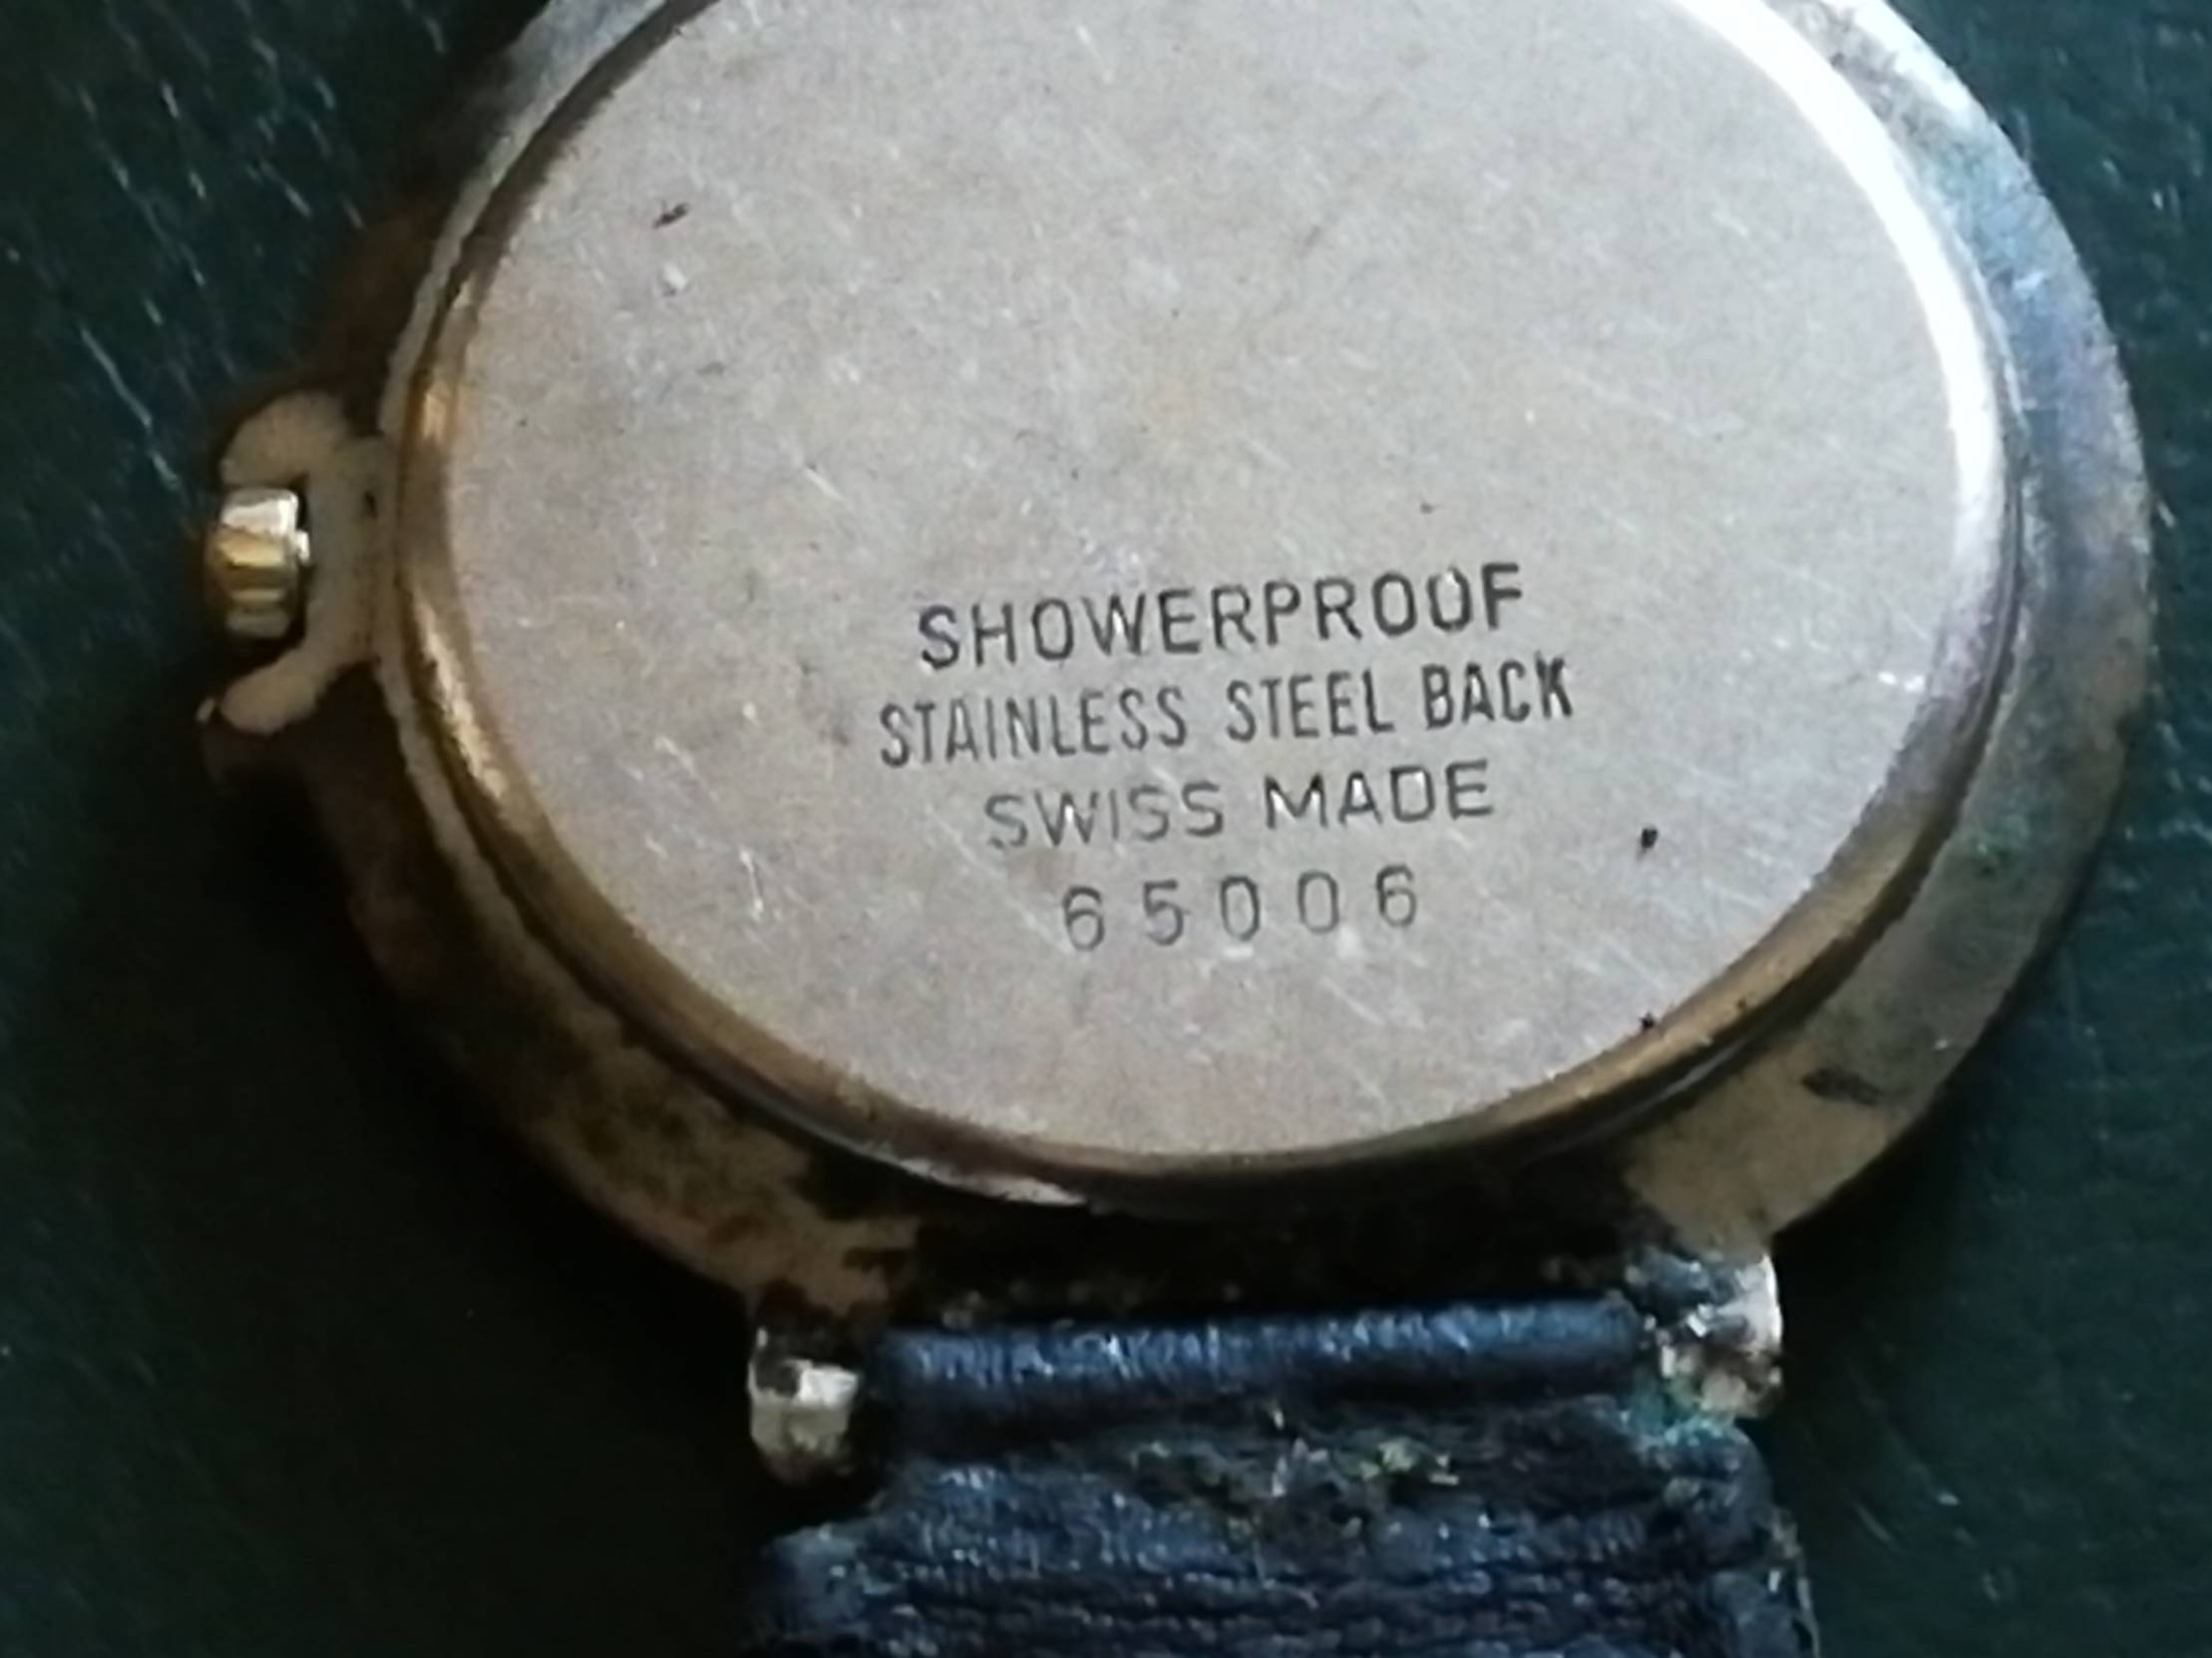 SHOWERPROOF
STAINLESS STEEL BACK
SWISS MADE
65006